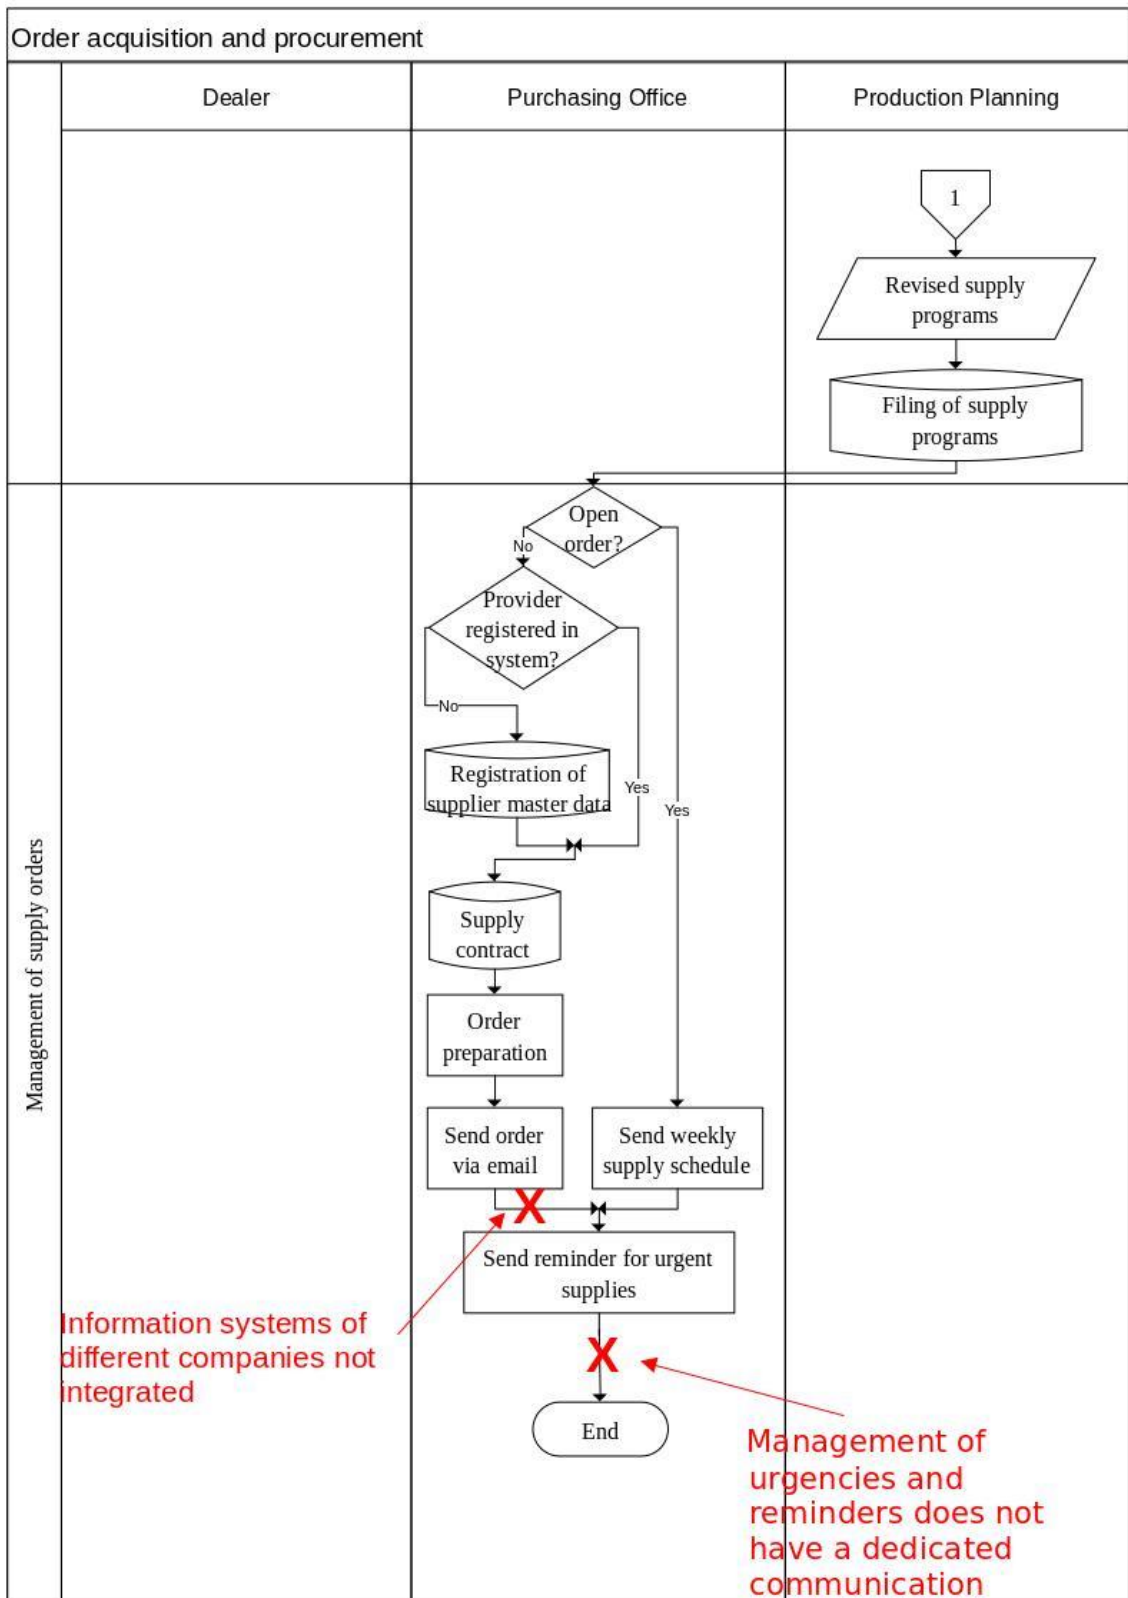 Order acquisition and procurement
Dealer
Purchasing Office
Production Planning
1
Revised supply
programs
Filing of supply
programs
Open
order?
No
Provider
registered in
system?
No
Registration of
supplier master data
Yes
Yes
Management of supply orders
Supply
contract
Order
preparation
Send order
via email
Send weekly
supply schedule
X
Send reminder for urgent
supplies
Information systems of
different companies not
integrated
X
End
Management of
urgencies and
reminders does not
have a dedicated
communication